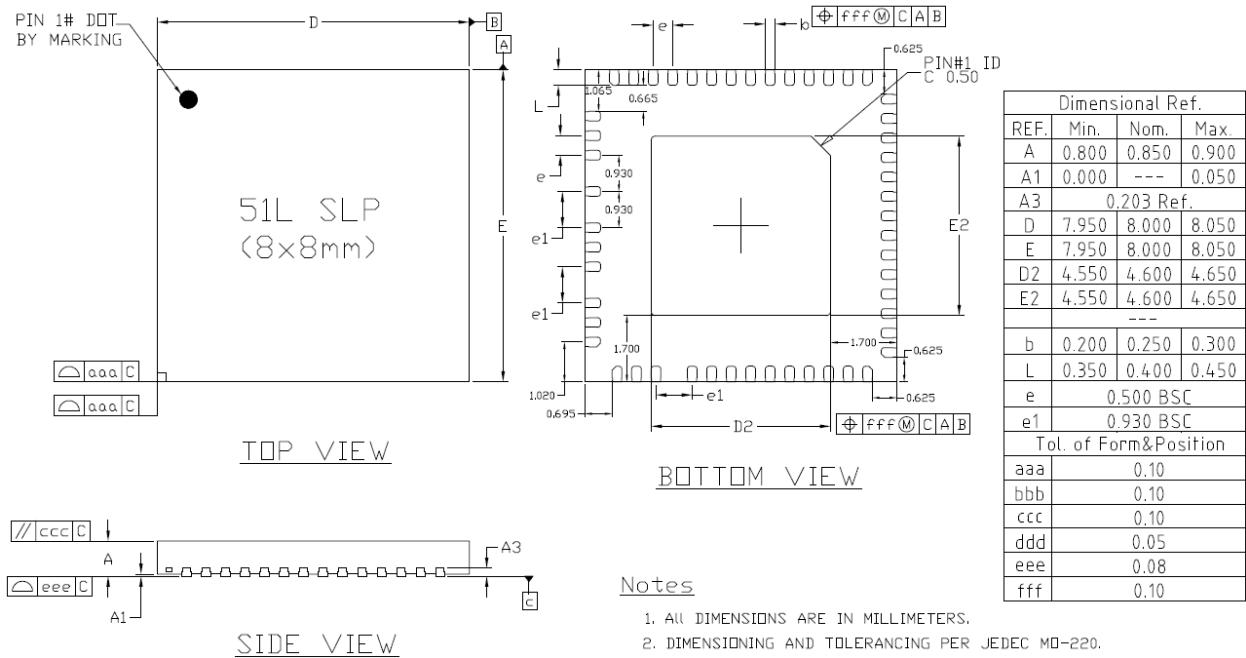 PIN 1# DOT
BY MARKING
D
B
A
51L SLP
(8x8mm)
E
aaa C
aaa C
TOP VIEW
e
b
⌖ fff Ⓜ C A B
0.625
PIN#1 ID
C 0.50
L
1.065
0.665
e
0.930
0.930
e1
e1
E2
1.700
1.700
0.625
1.020
0.695
e1
0.625
D2
⌖ fff Ⓜ C A B
BOTTOM VIEW
Dimensional Ref.
REF. Min. Nom. Max.
A 0.800 0.850 0.900
A1 0.000 --- 0.050
A3 0.203 Ref.
D 7.950 8.000 8.050
E 7.950 8.000 8.050
D2 4.550 4.600 4.650
E2 4.550 4.600 4.650
---
b 0.200 0.250 0.300
L 0.350 0.400 0.450
e 0.500 BSC
e1 0.930 BSC
Tol. of Form&Position
aaa 0.10
bbb 0.10
ccc 0.10
ddd 0.05
eee 0.08
fff 0.10
// ccc C
A
A3
eee C
A1
C
SIDE VIEW
Notes
1. All DIMENSIONS ARE IN MILLIMETERS.
2. DIMENSIONING AND TOLERANCING PER JEDEC MO-220.